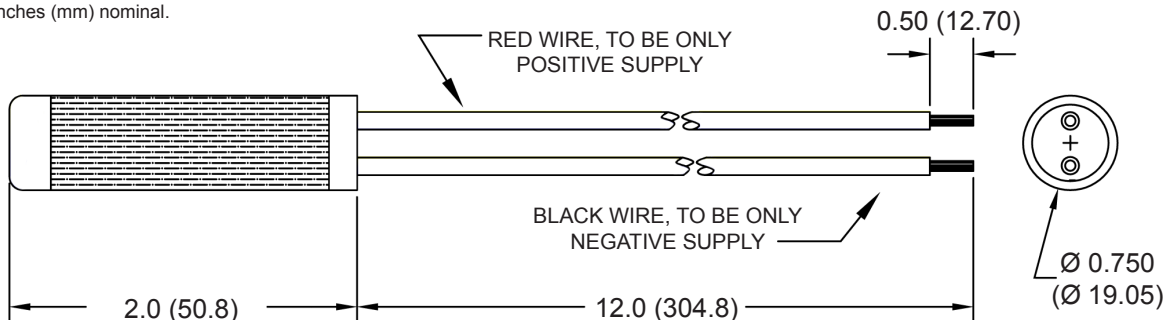 (mm) nominal.
0.50 (12.70)
RED WIRE, TO BE ONLY
POSITIVE SUPPLY
BLACK WIRE, TO BE ONLY
NEGATIVE SUPPLY
Ø 0.750
(Ø 19.05)
2.0 (50.8)
12.0 (304.8)